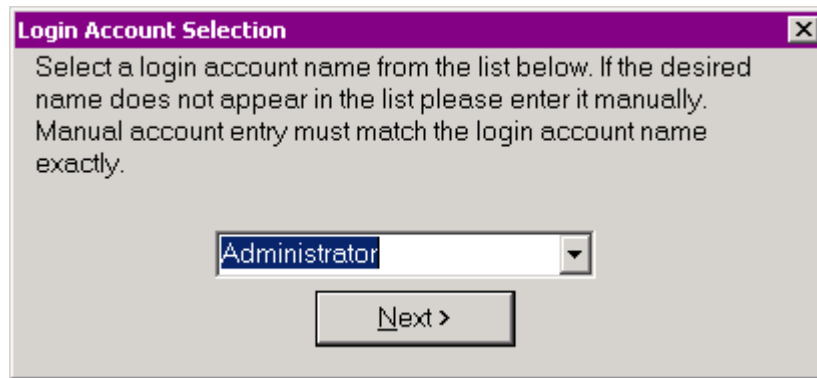 Login Account Selection
Select a login account name from the list below. If the desired
name does not appear in the list please enter it manually.
Manual account entry must match the login account name
exactly.
Administrator
Next >